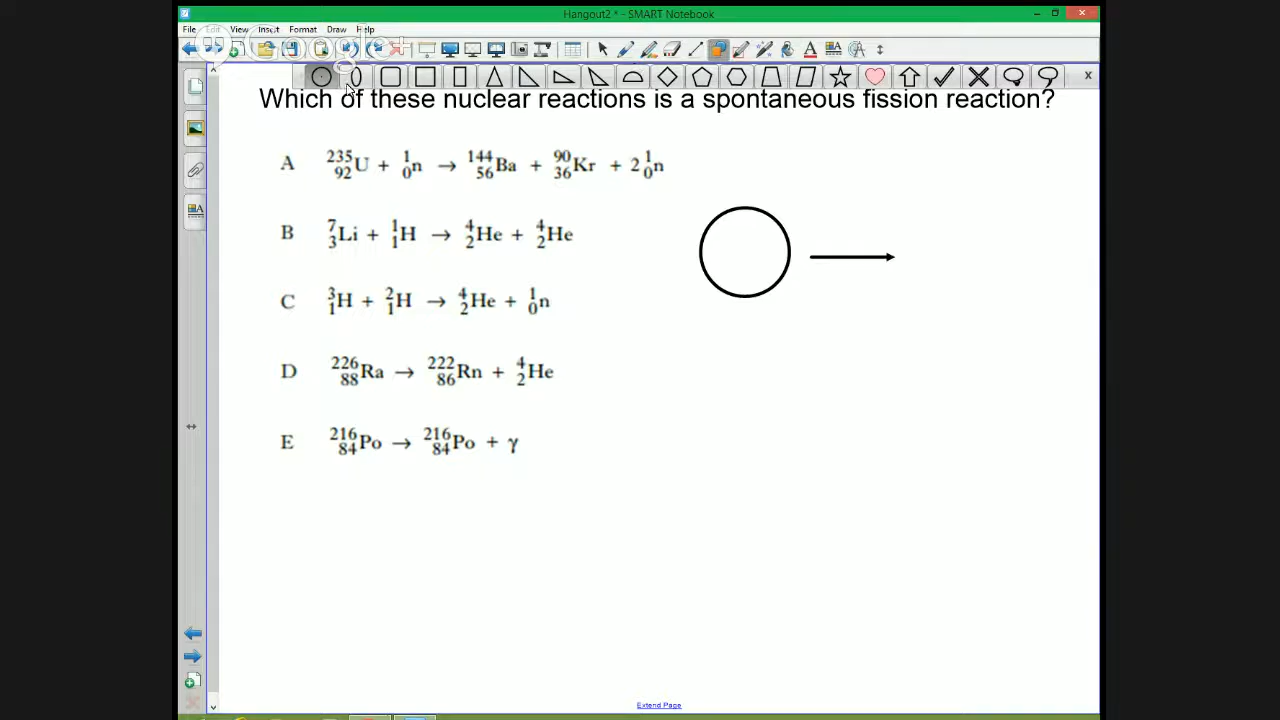 Hangout2 * - SMART Notebook
File Edit View Insert Format Draw Help
Google+
Which of these nuclear reactions is a spontaneous fission reaction?
A ²³⁵₉₂U + ¹₀n → ¹⁴⁴₅₆Ba + ⁹⁰₃₆Kr + 2¹₀n
B ⁷₃Li + ¹₁H → ⁴₂He + ⁴₂He
C ³₁H + ²₁H → ⁴₂He + ¹₀n
D ²²⁶₈₈Ra → ²²²₈₆Rn + ⁴₂He
E ²¹⁶₈₄Po → ²¹⁶₈₄Po + γ
Extend Page